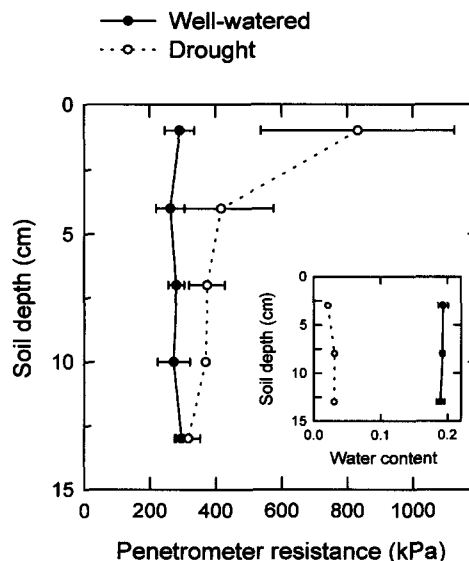 Well-watered
Drought
0
5
10
15
Soil depth (cm)
0 200 400 600 800 1000
Penetrometer resistance (kPa)
0
5
10
15
Soil depth (cm)
0.0 0.1 0.2
Water content